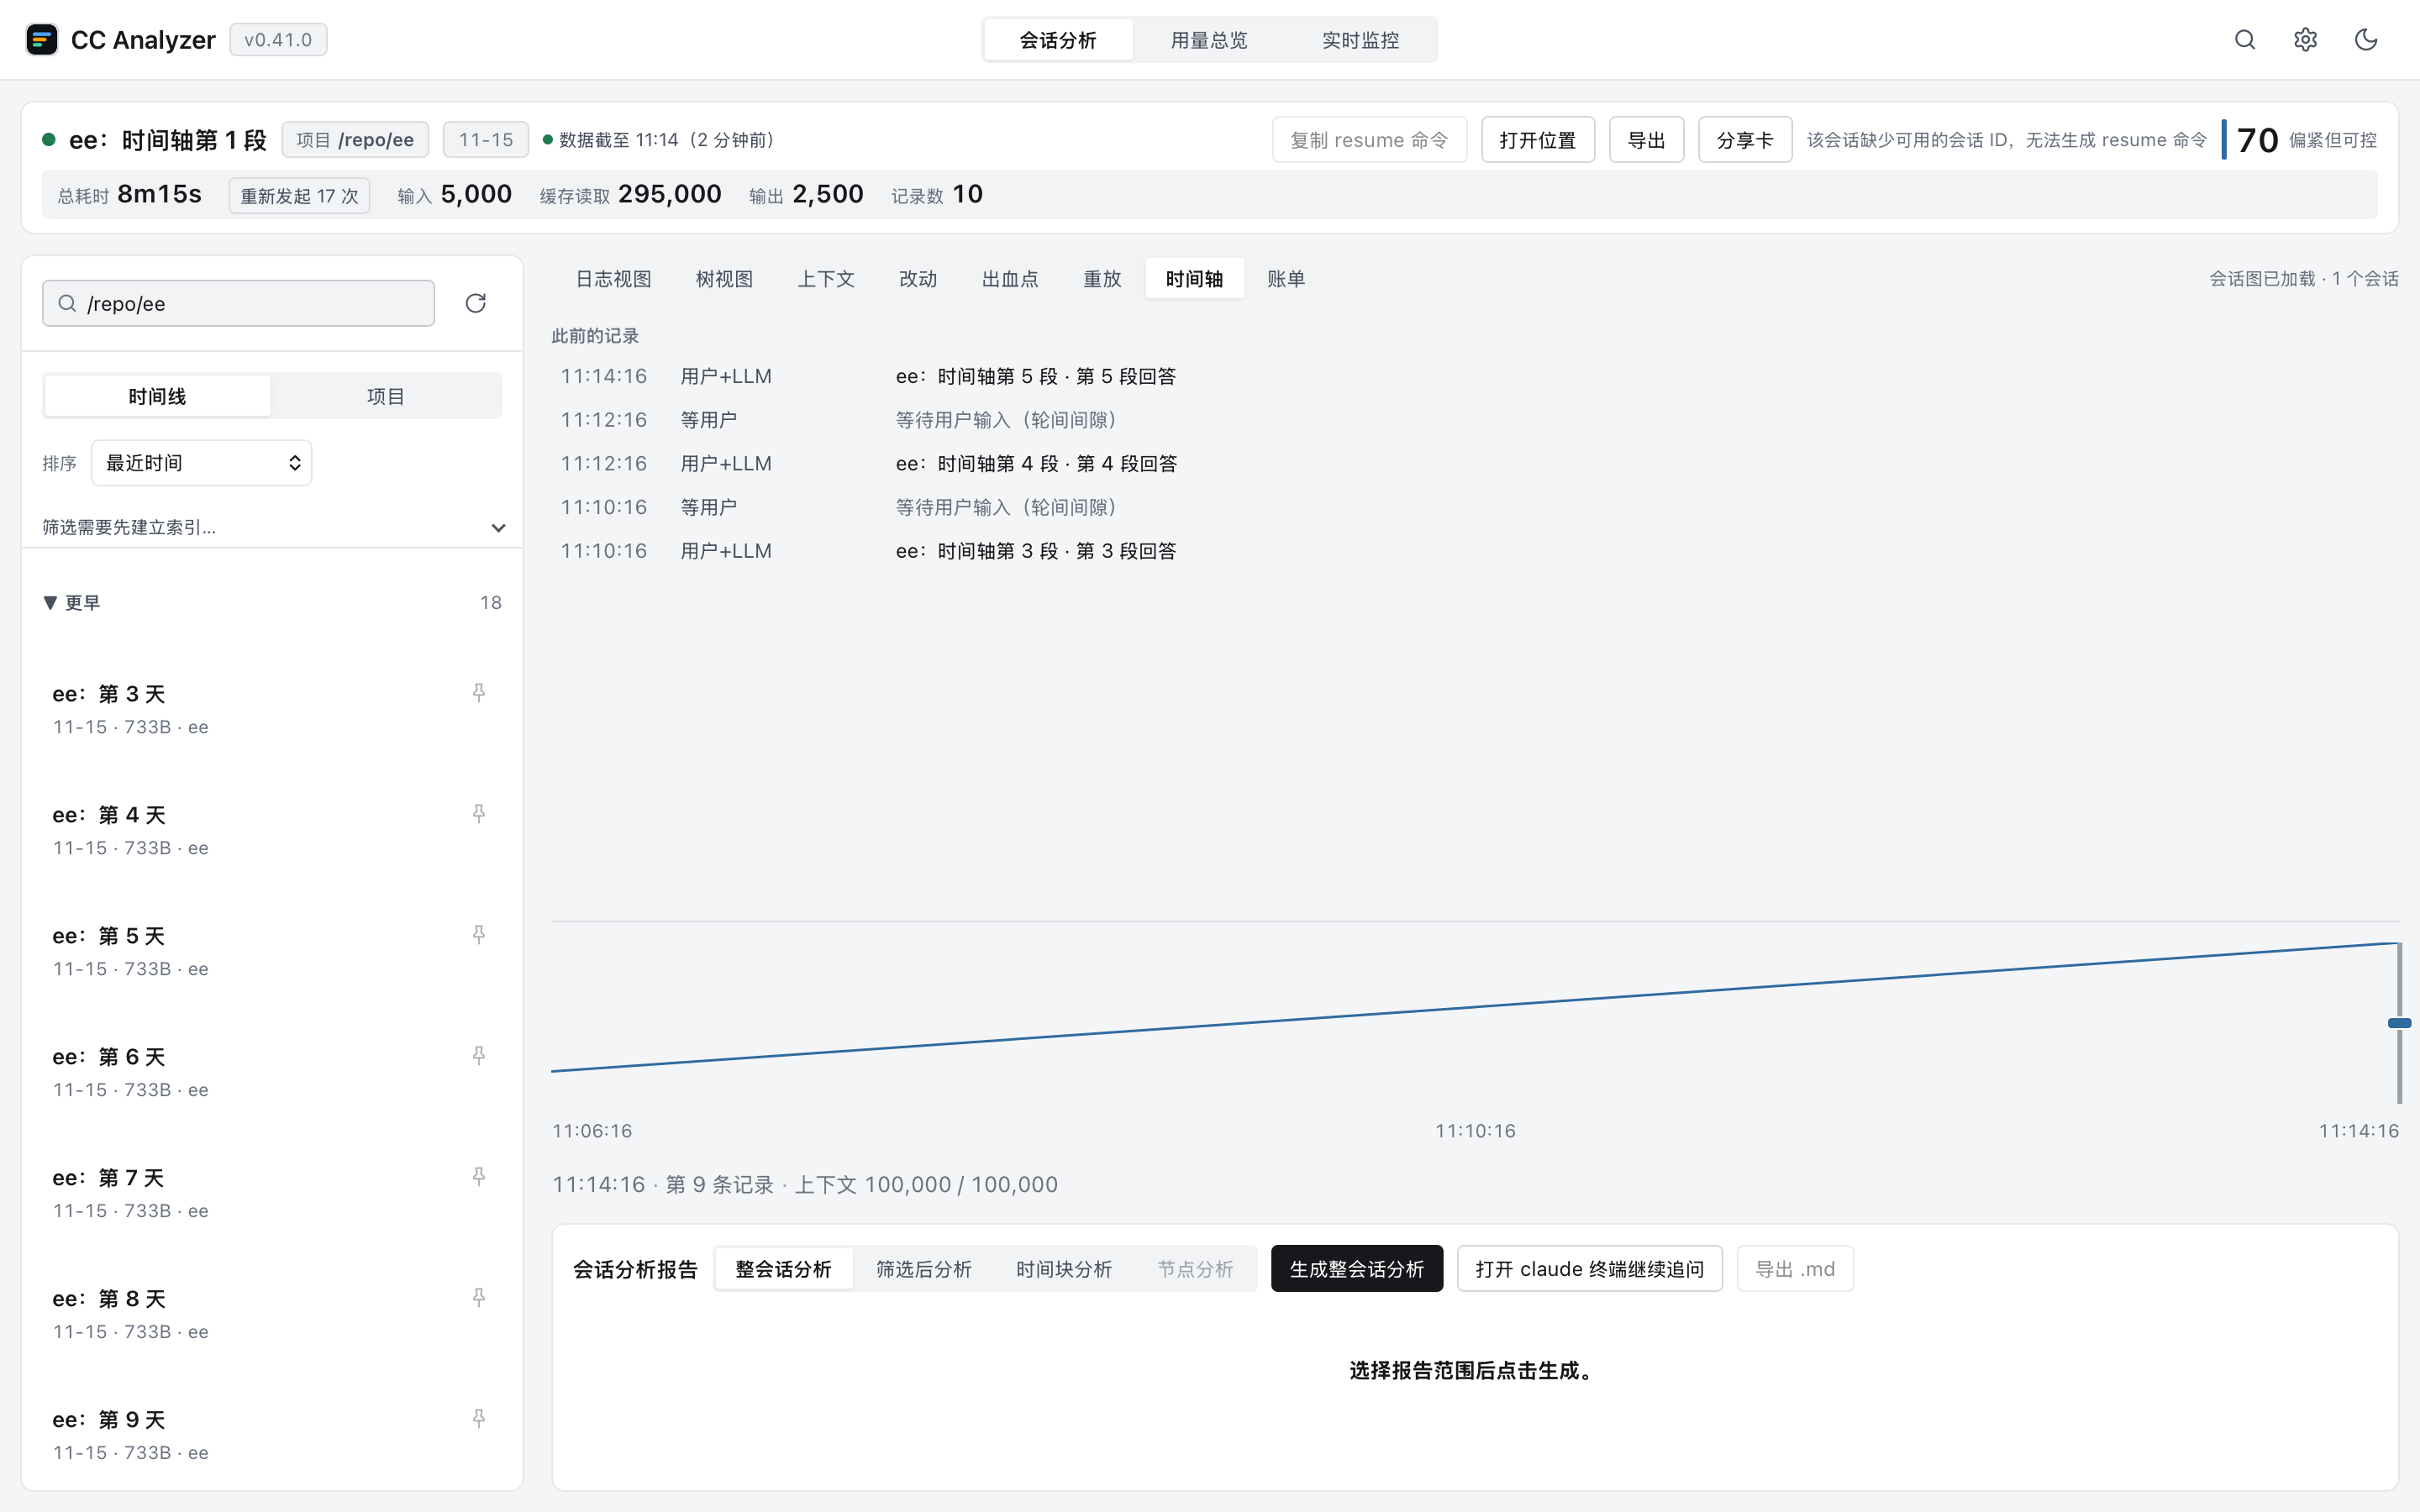 CC Analyzer v0.41.0
会话分析 用量总览 实时监控
ee：时间轴第 1 段 项目 /repo/ee 11-15 数据截至 11:14（2 分钟前） 复制 resume 命令 打开位置 导出 分享卡 该会话缺少可用的会话 ID，无法生成 resume 命令 70 偏紧但可控
总耗时 8m15s 重新发起 17 次 输入 5,000 缓存读取 295,000 输出 2,500 记录数 10
/repo/ee
时间线 项目
排序 最近时间
筛选需要先建立索引...
更早 18
ee：第 3 天
11-15 · 733B · ee
ee：第 4 天
11-15 · 733B · ee
ee：第 5 天
11-15 · 733B · ee
ee：第 6 天
11-15 · 733B · ee
ee：第 7 天
11-15 · 733B · ee
ee：第 8 天
11-15 · 733B · ee
ee：第 9 天
11-15 · 733B · ee
日志视图 树视图 上下文 改动 出血点 重放 时间轴 账单 会话图已加载 · 1 个会话
此前的记录
11:14:16 用户+LLM ee：时间轴第 5 段 · 第 5 段回答
11:12:16 等用户 等待用户输入（轮间间隙）
11:12:16 用户+LLM ee：时间轴第 4 段 · 第 4 段回答
11:10:16 等用户 等待用户输入（轮间间隙）
11:10:16 用户+LLM ee：时间轴第 3 段 · 第 3 段回答
11:06:16 11:10:16 11:14:16
11:14:16 · 第 9 条记录 · 上下文 100,000 / 100,000
会话分析报告 整会话分析 筛选后分析 时间块分析 节点分析 生成整会话分析 打开 claude 终端继续追问 导出 .md
选择报告范围后点击生成。